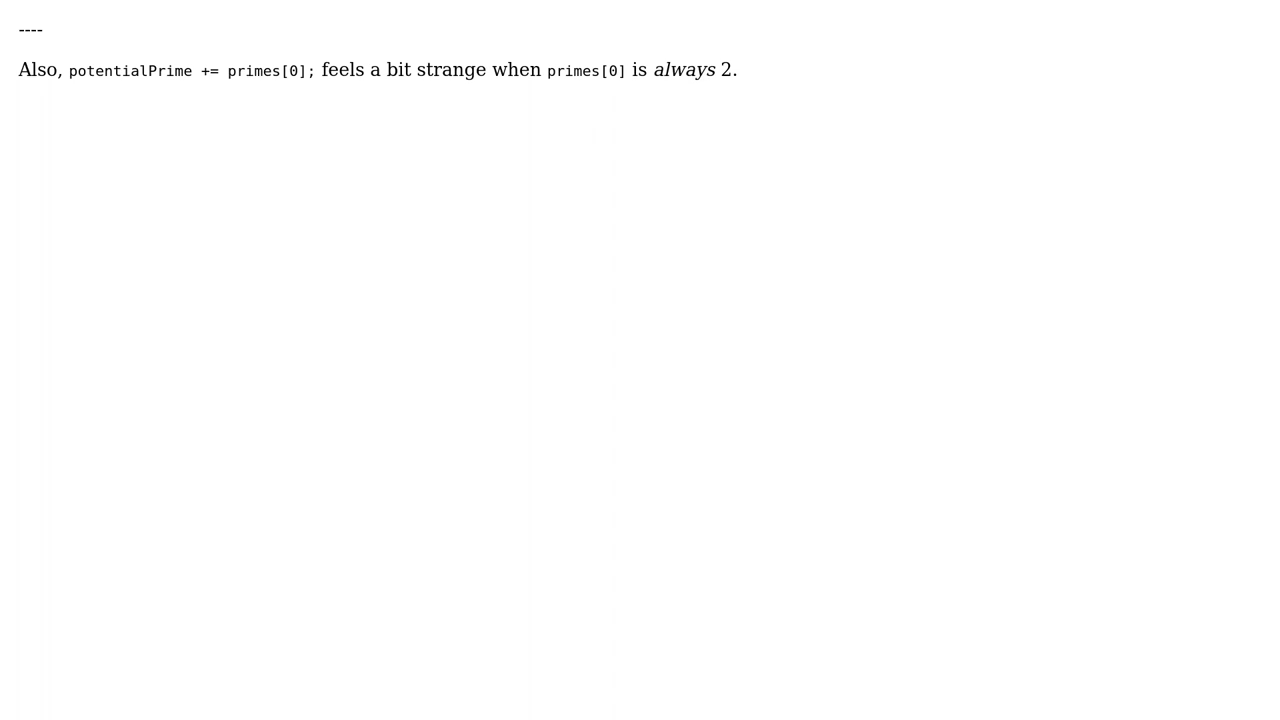 ----
Also, potentialPrime += primes[0]; feels a bit strange when primes[0] is always 2.